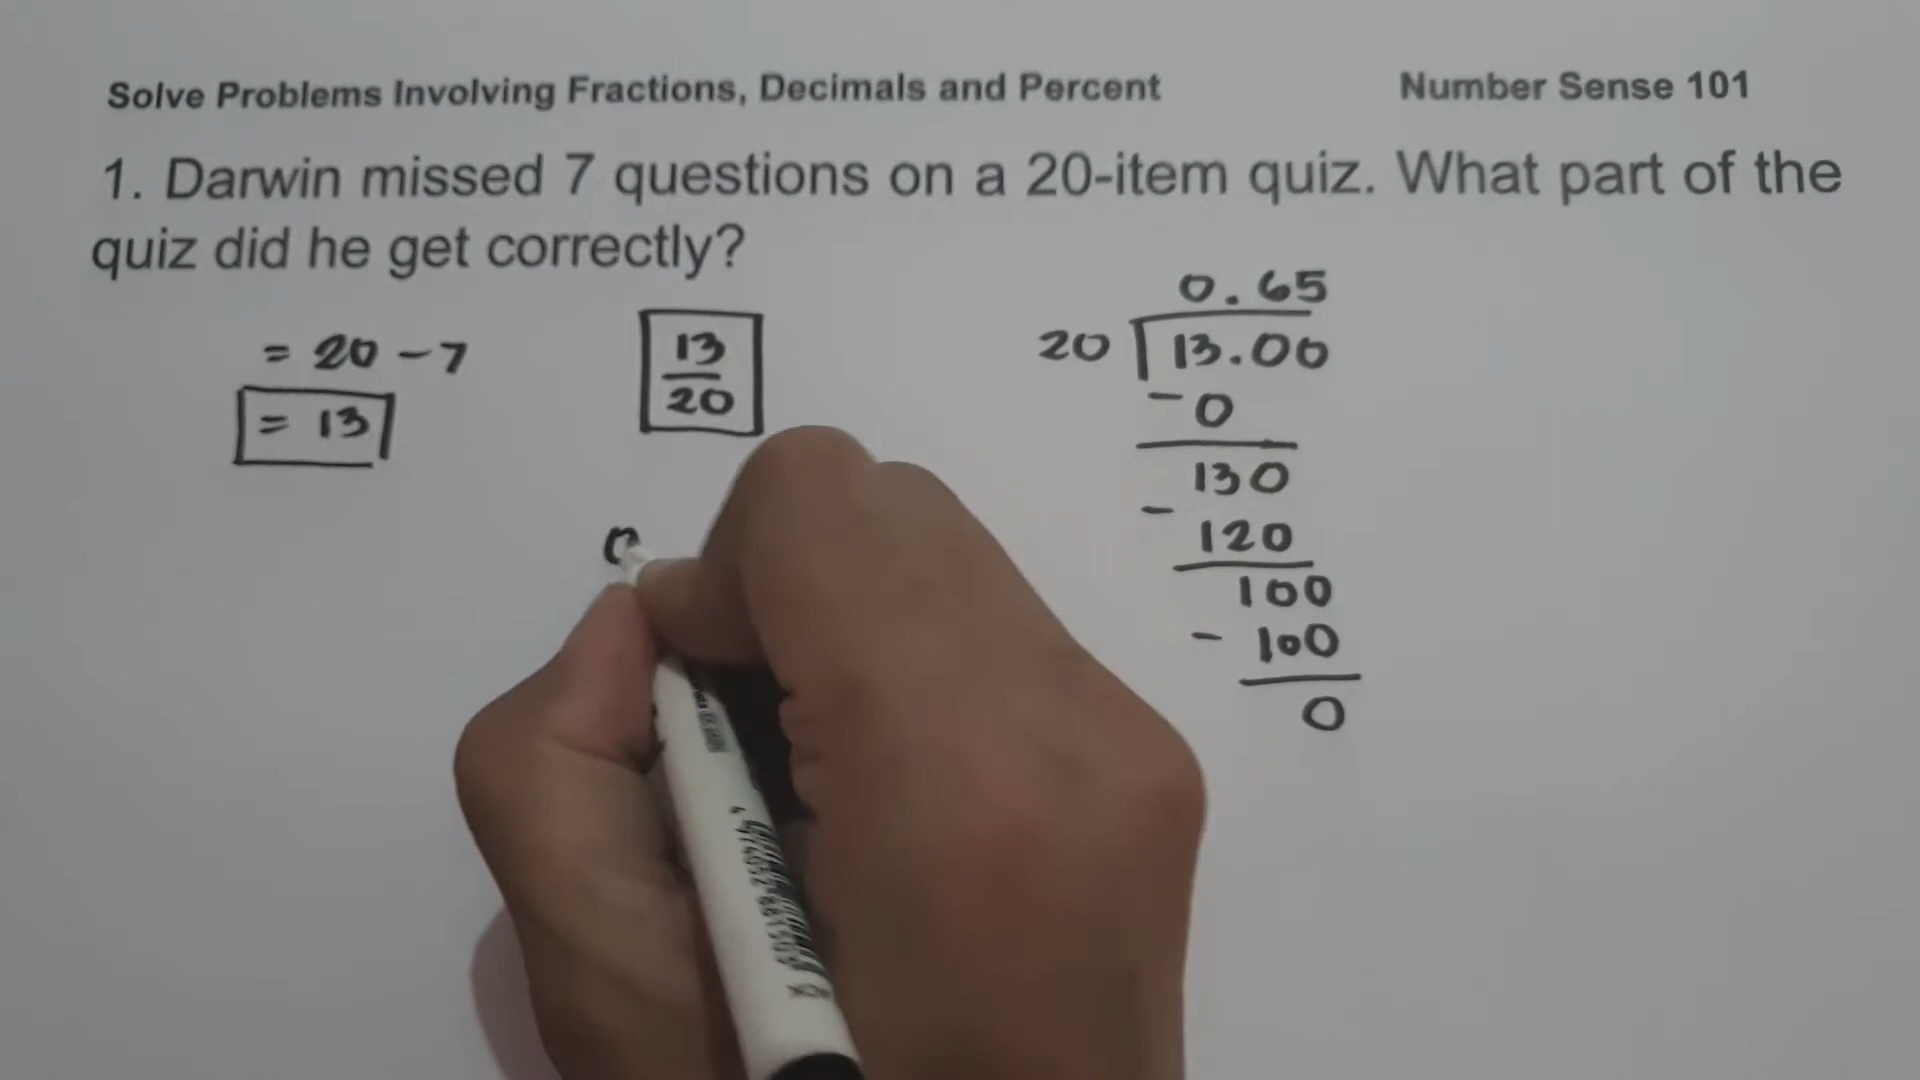 Solve Problems Involving Fractions, Decimals and Percent
Number Sense 101
1. Darwin missed 7 questions on a 20-item quiz. What part of the
quiz did he get correctly?
= 20 - 7
= 13
13
20
0.65
20 13.00
- 0
130
- 120
100
- 100
0
0